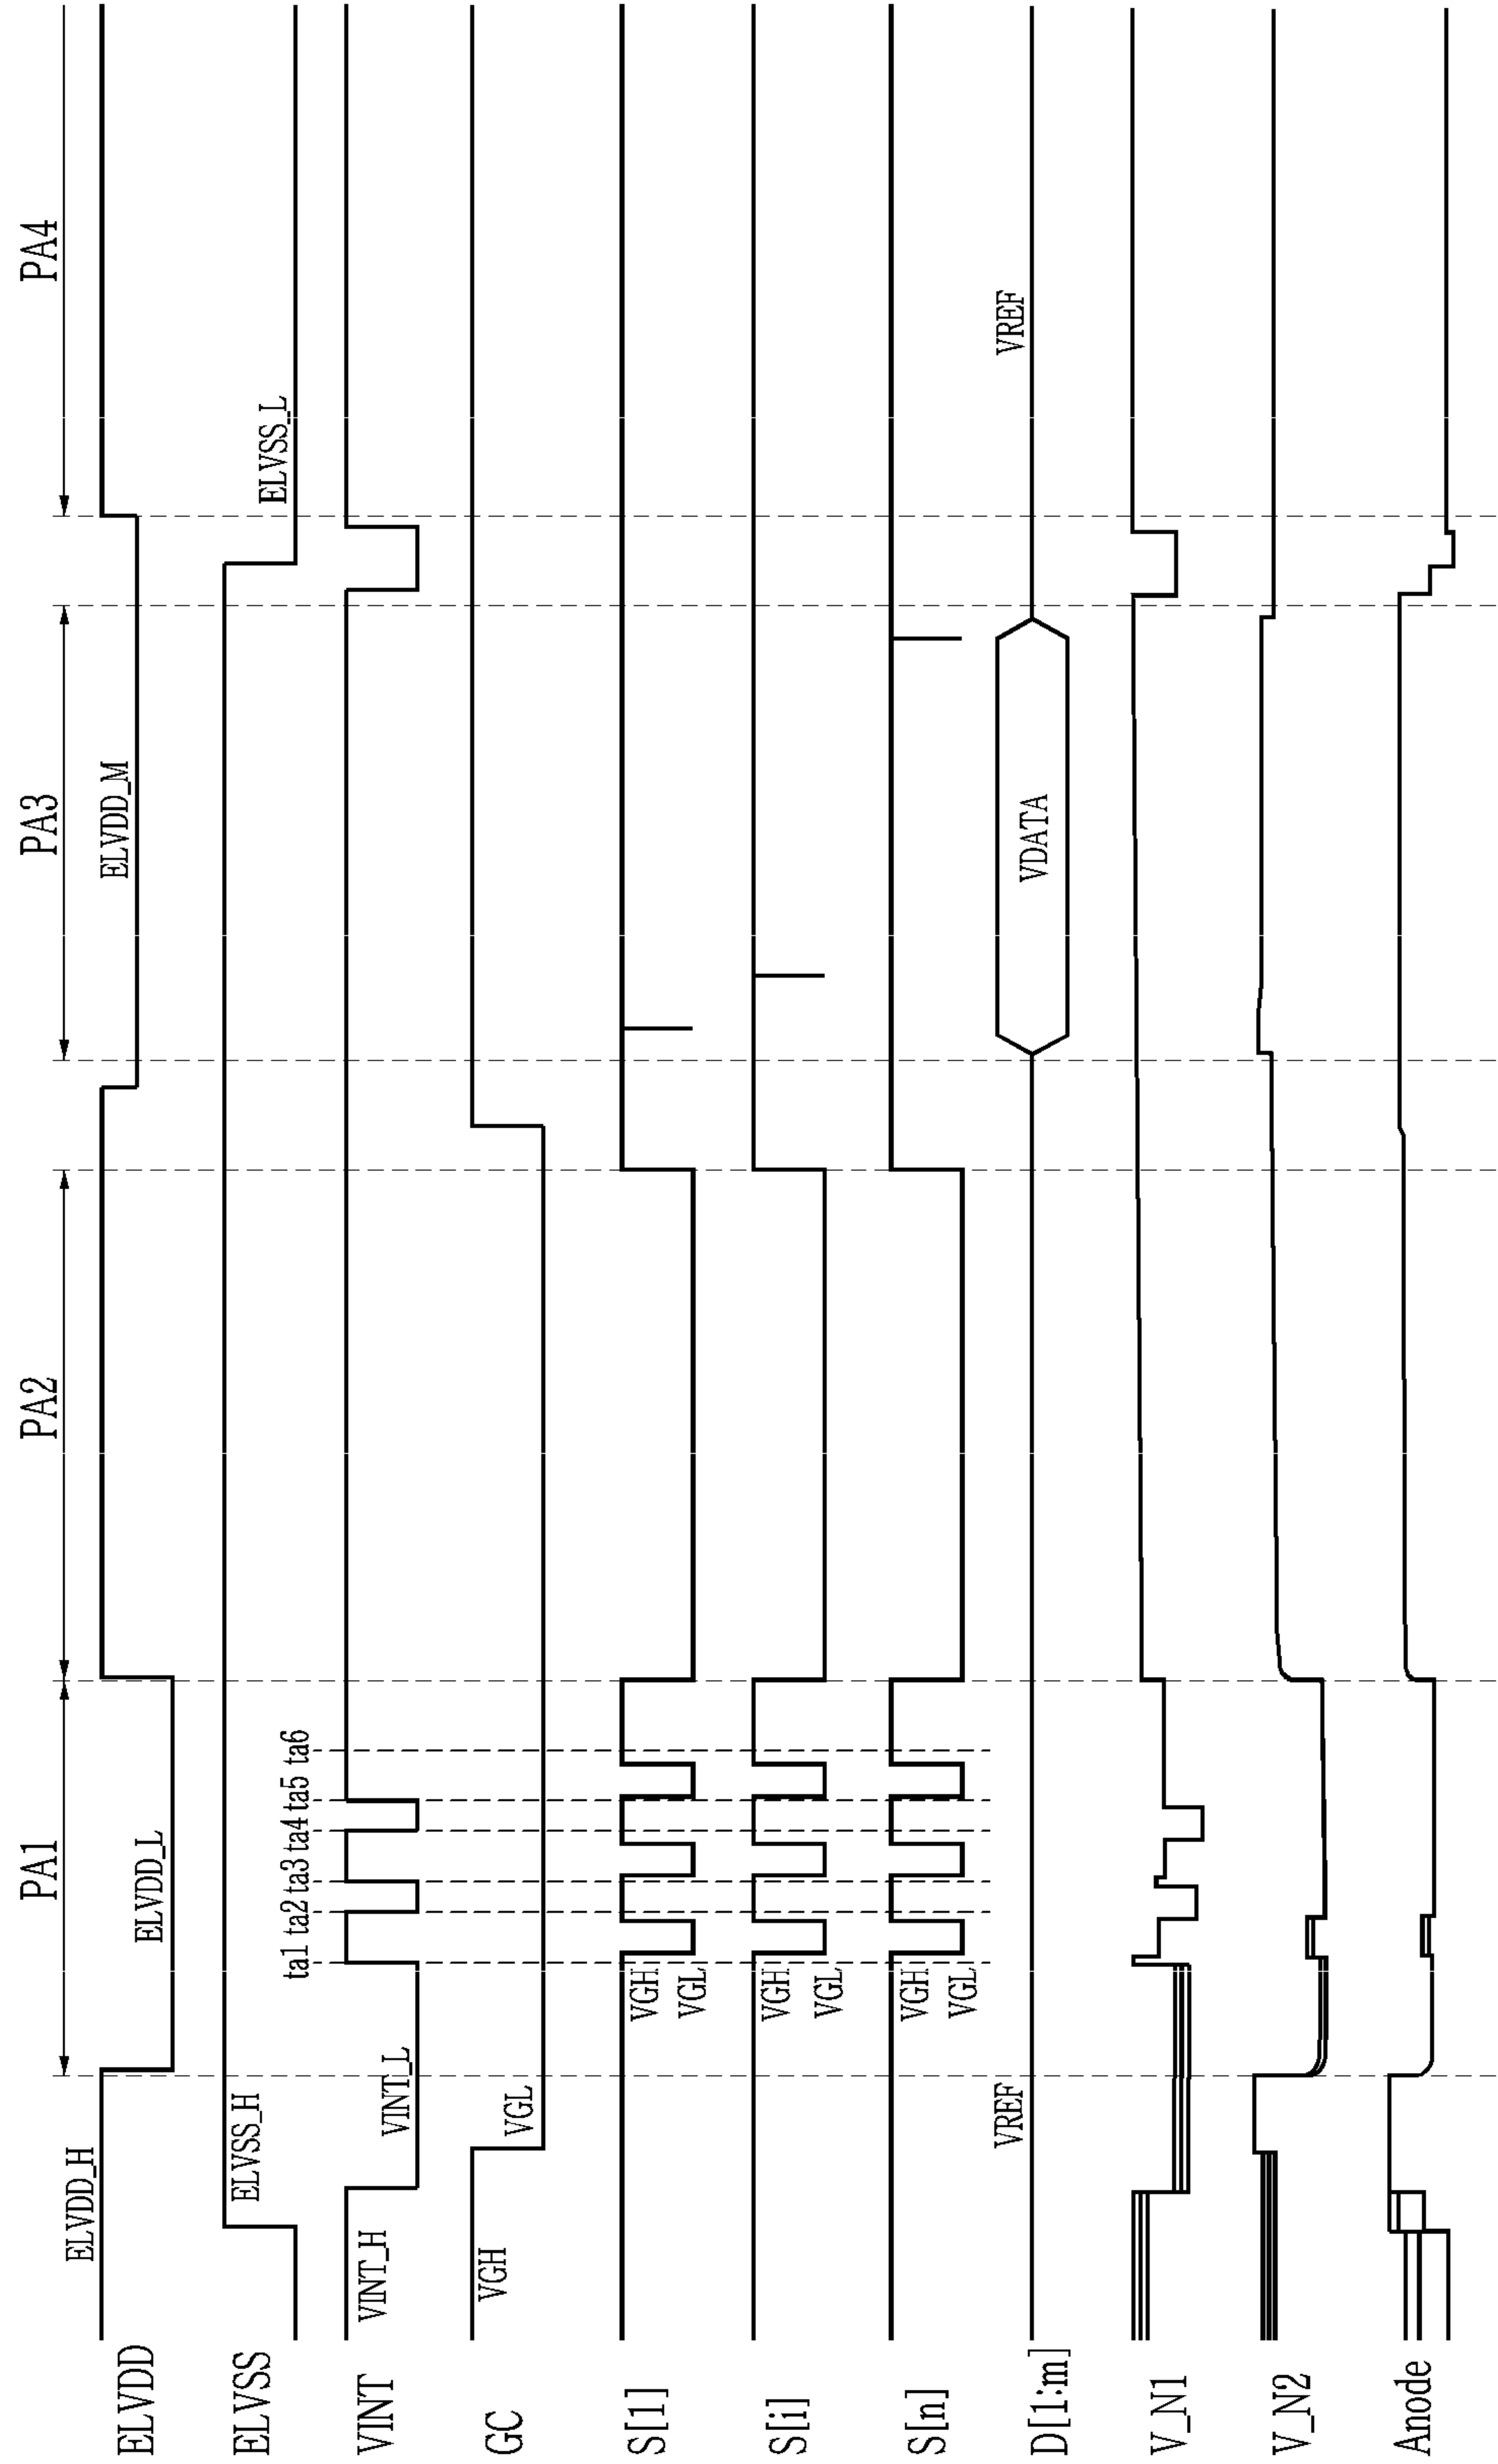 PA1
PA2
PA3
PA4
ELVDD
ELVDD_H
ELVDD_L
ELVDD_M
ELVSS
ELVSS_H
ELVSS_L
VINT
VINT_H
VINT_L
ta1 ta2 ta3 ta4 ta5 ta6
GC
VGH
VGL
S[1]
VGH
VGL
S[i]
VGH
VGL
S[n]
VGH
VGL
D[1:m]
VREF
VDATA
VREF
V_N1
V_N2
Anode